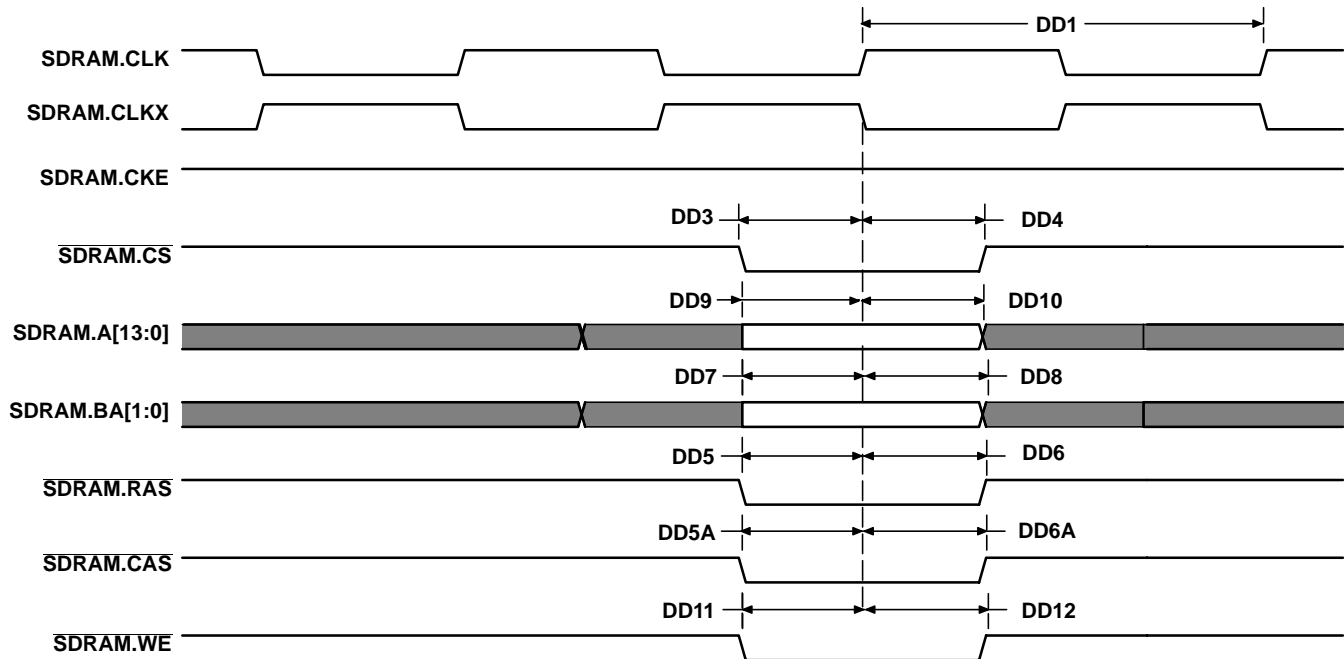 DD1
SDRAM.CLK
SDRAM.CLKX
SDRAM.CKE
DD3
DD4
SDRAM.CS
DD9
DD10
SDRAM.A[13:0]
DD7
DD8
SDRAM.BA[1:0]
DD5
DD6
SDRAM.RAS
DD5A
DD6A
SDRAM.CAS
DD11
DD12
SDRAM.WE